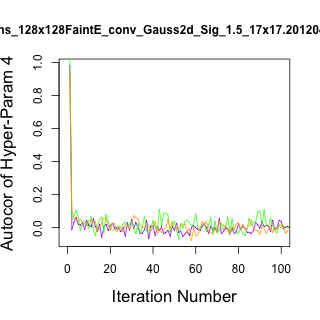 ns_128x128FaintE_conv_Gauss2d_Sig_1.5_17x17.20120
Autocor of Hyper-Param 4
1.0
0.8
0.6
0.4
0.2
0.0
0 20 40 60 80 100
Iteration Number